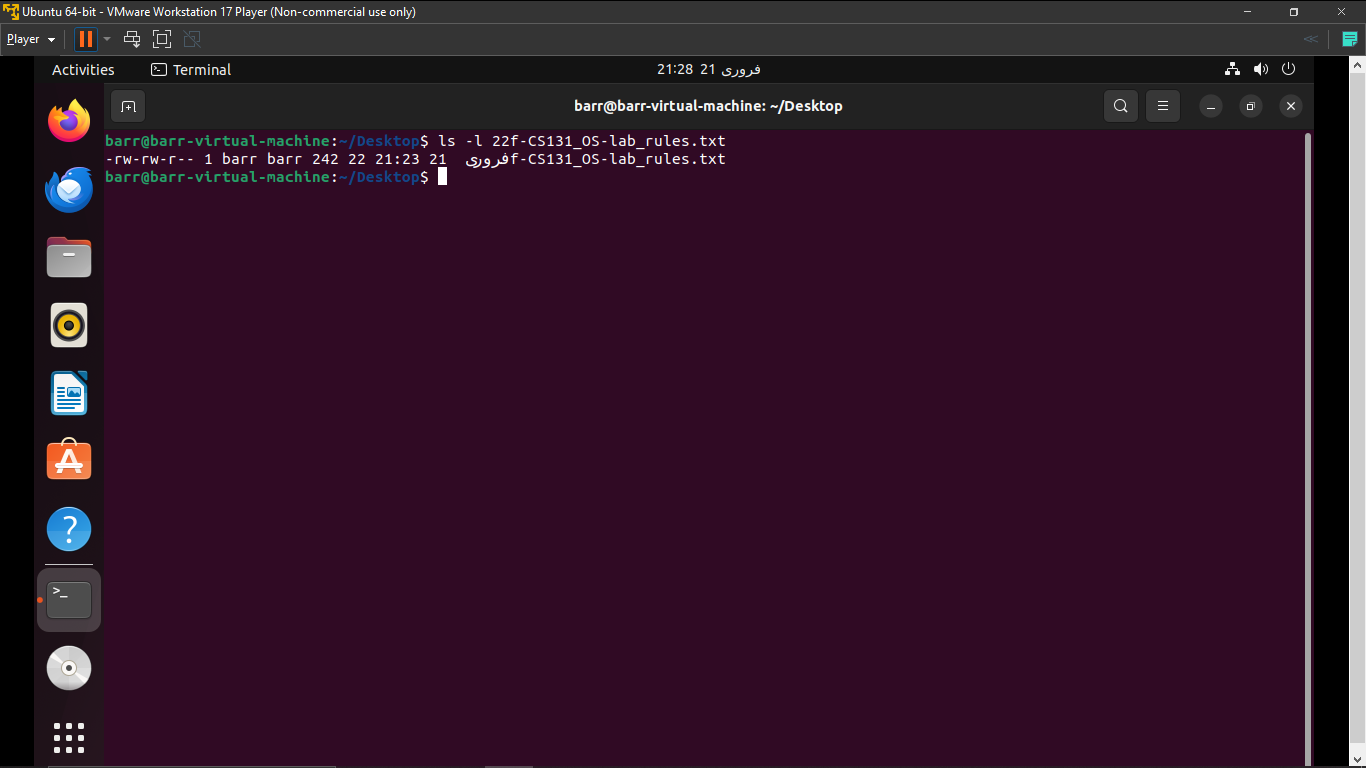 Ubuntu 64-bit - VMware Workstation 17 Player (Non-commercial use only)
Player
Activities
Terminal
21:28 21 فروری
barr@barr-virtual-machine: ~/Desktop
barr@barr-virtual-machine:~/Desktop$ ls -l 22f-CS131_OS-lab_rules.txt
-rw-rw-r-- 1 barr barr 242 فروری 21 21:23 22f-CS131_OS-lab_rules.txt
barr@barr-virtual-machine:~/Desktop$